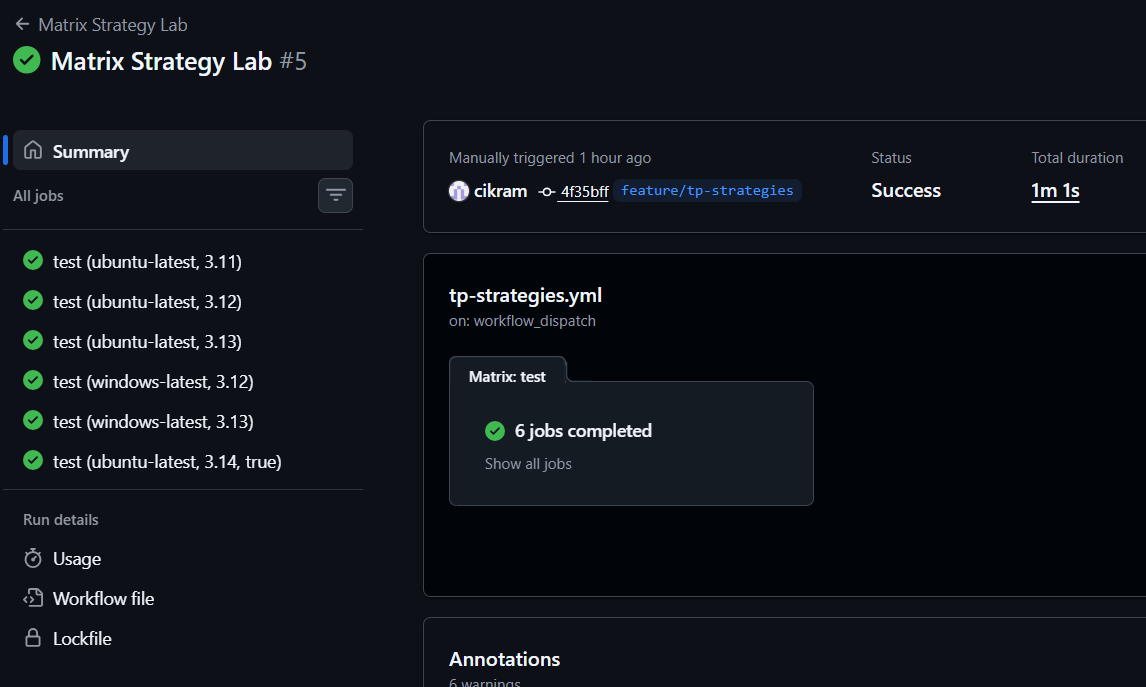 Matrix Strategy Lab
Matrix Strategy Lab #5
Summary
All jobs
test (ubuntu-latest, 3.11)
test (ubuntu-latest, 3.12)
test (ubuntu-latest, 3.13)
test (windows-latest, 3.12)
test (windows-latest, 3.13)
test (ubuntu-latest, 3.14, true)
Run details
Usage
Workflow file
Lockfile
Manually triggered 1 hour ago
cikram 4f35bff feature/tp-strategies
Status
Success
Total duration
1m 1s
tp-strategies.yml
on: workflow_dispatch
Matrix: test
6 jobs completed
Show all jobs
Annotations
6 warnings